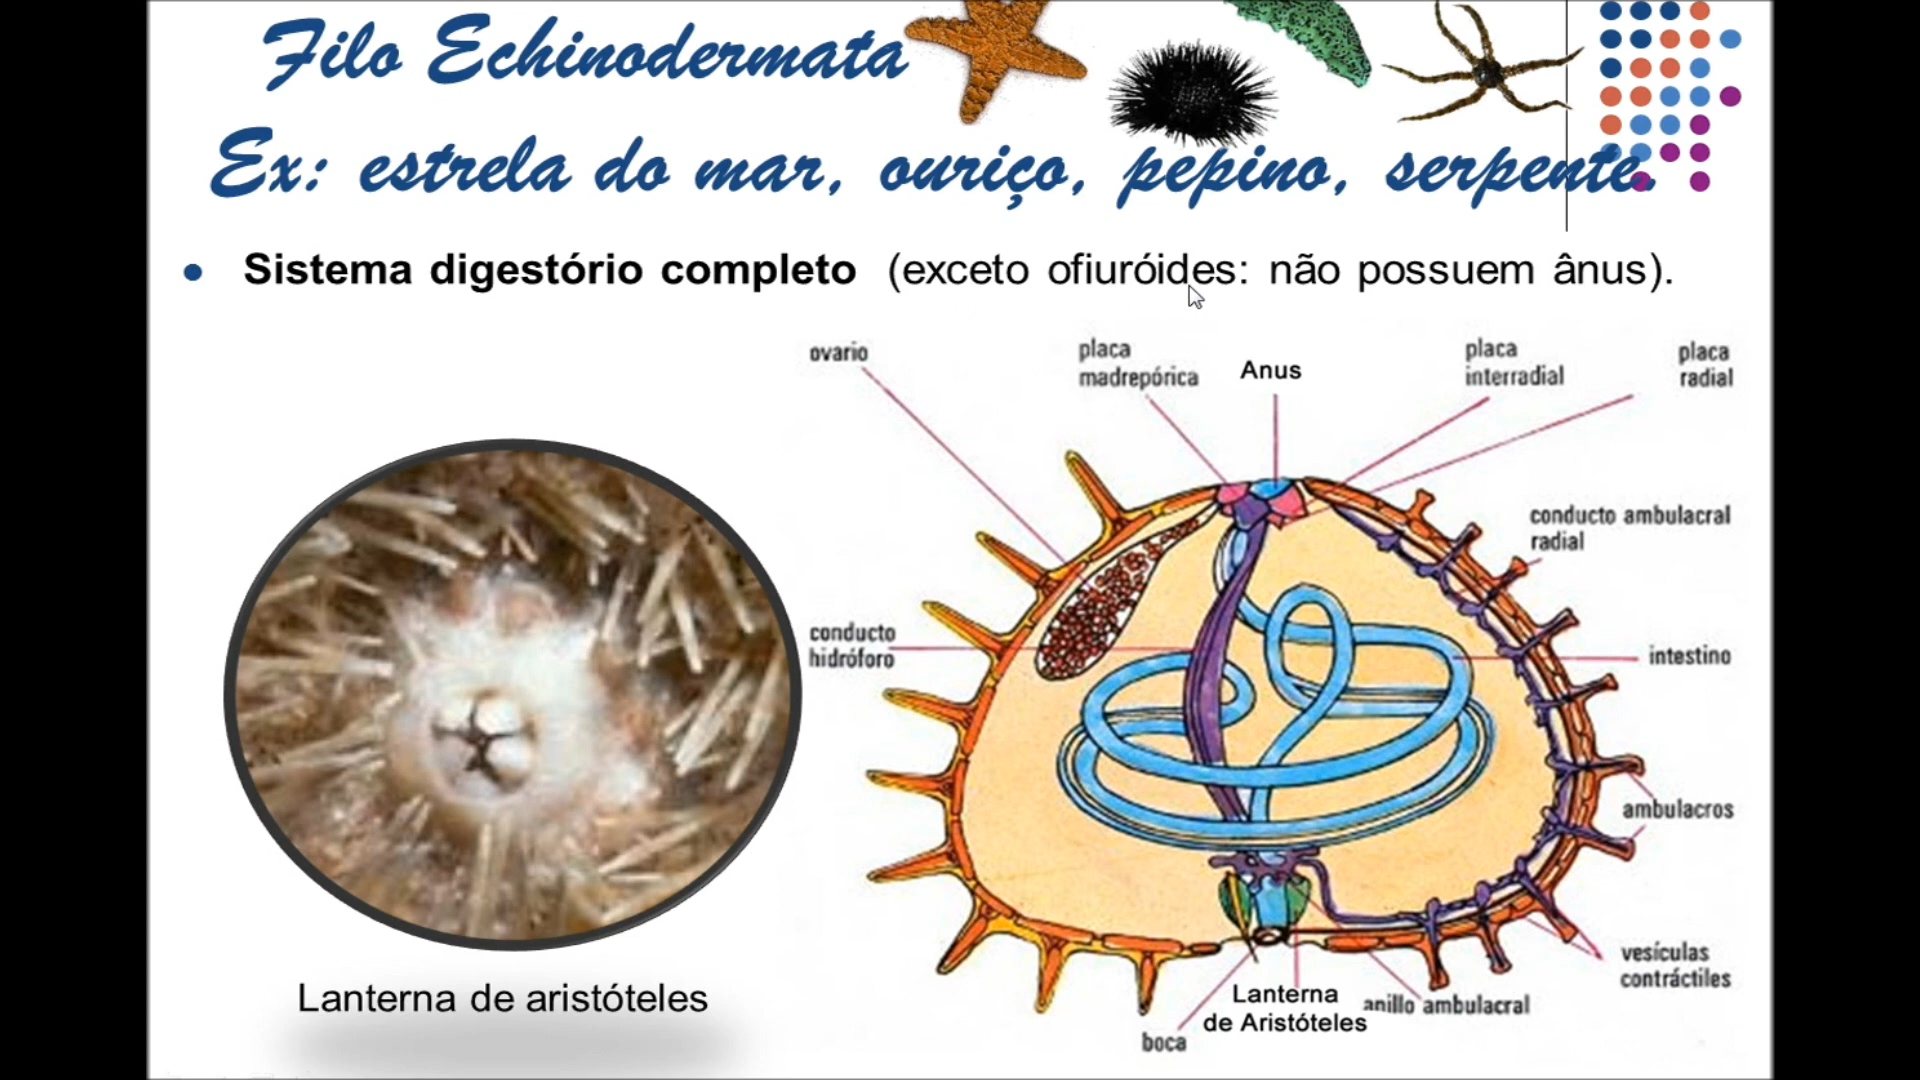 Filo Echinodermata
Ex: estrela do mar, ouriço, pepino, serpente.
• Sistema digestório completo (exceto ofiuróides: não possuem ânus).
ovario
placa
madrepórica
Anus
placa
interradial
placa
radial
conducto ambulacral
radial
conducto
hidróforo
intestino
ambulacros
vesículas
contráctiles
Lanterna
de Aristóteles
anillo ambulacral
boca
Lanterna de aristóteles